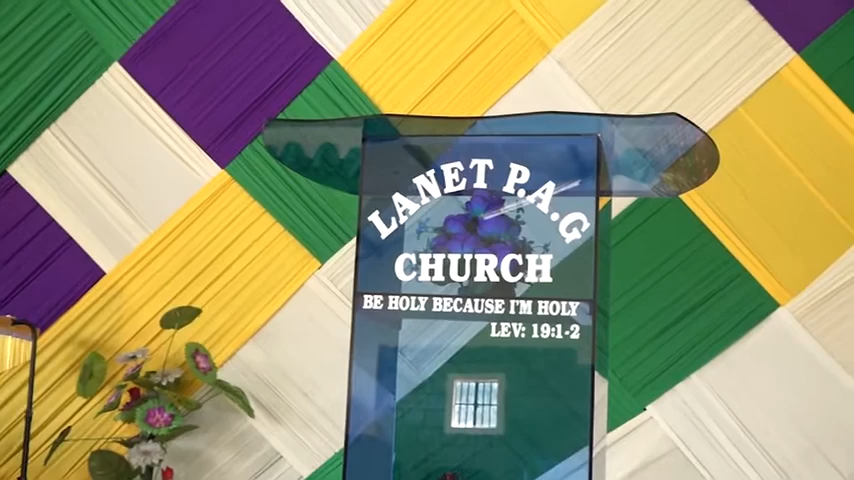 LANET P.A.G
CHURCH
BE HOLY BECAUSE I'M HOLY
LEV: 19:1-2